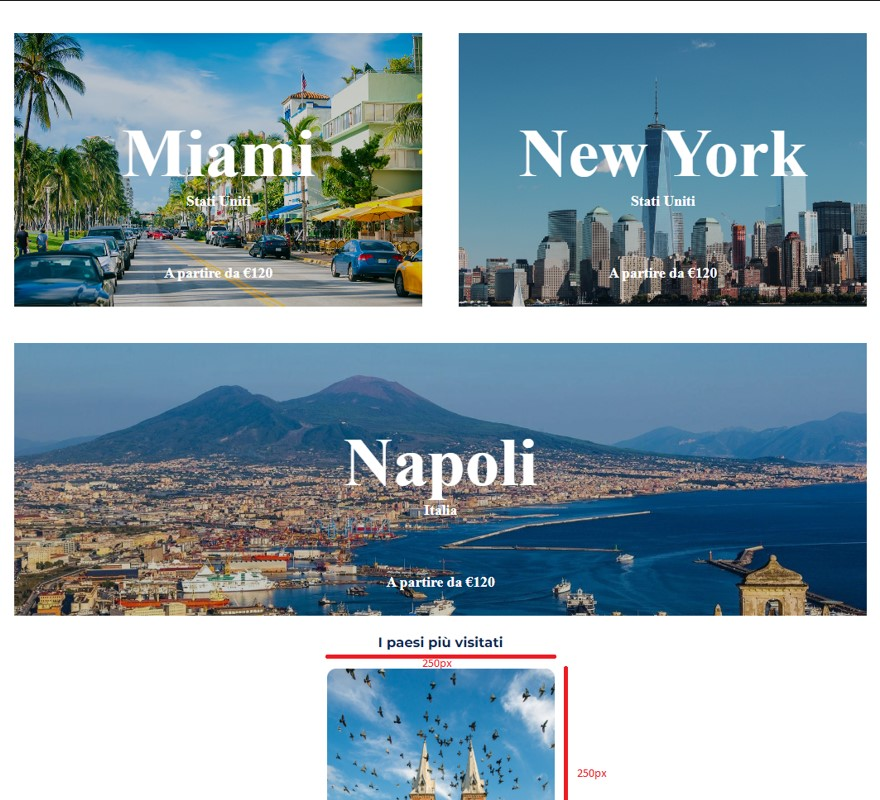 Miami
Stati Uniti
A partire da €120
New York
Stati Uniti
A partire da €120
Napoli
Italia
A partire da €120
I paesi più visitati
250px
250px